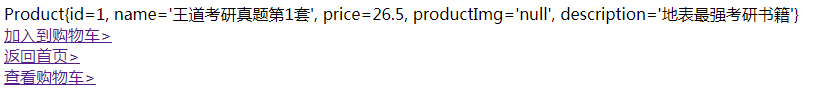 Product{id=1, name='王道考研真题第1套', price=26.5, productImg='null', description='地表最强考研书籍'}
加入到购物车>
返回首页>
查看购物车>